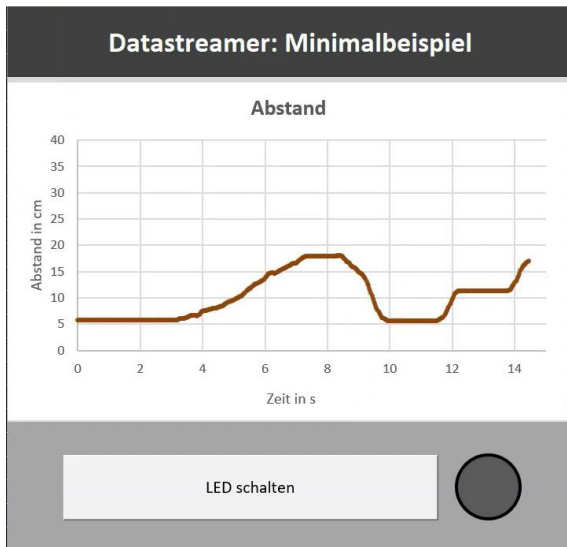 Datastreamer: Minimalbeispiel
Abstand
40
35
30
25
20
15
10
5
0
Abstand in cm
0 2 4 6 8 10 12 14
Zeit in s
LED schalten